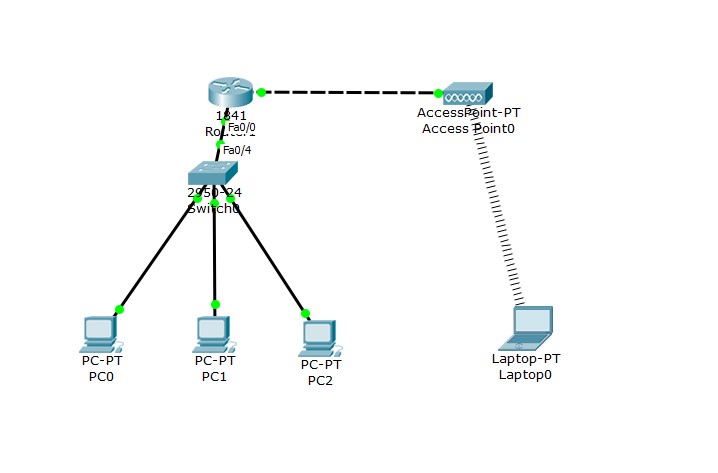 1841
Router1
Fa0/0
Fa0/4
2950-24
Switch0
AccessPoint-PT
Access Point0
PC-PT
PC0
PC-PT
PC1
PC-PT
PC2
Laptop-PT
Laptop0